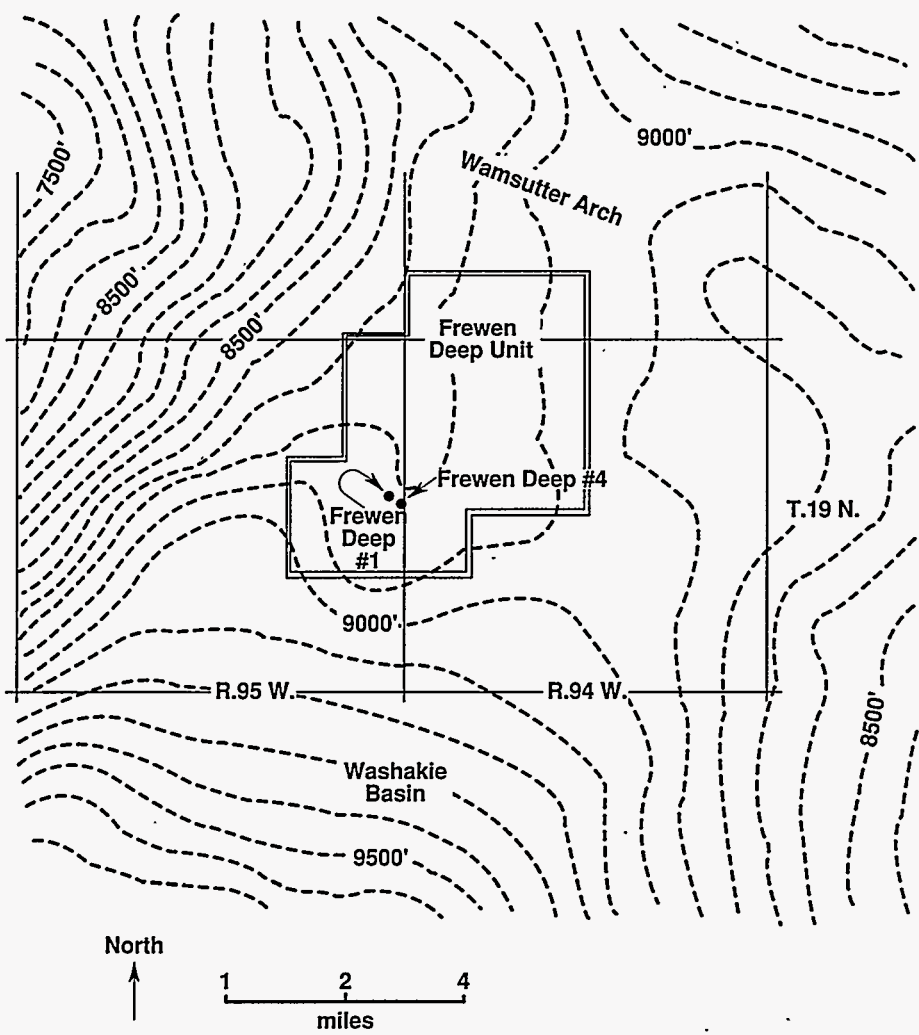 7500'
9000'
Wamsutter Arch
8500'
8500'
Frewen
Deep Unit
Frewen Deep #4
Frewen
Deep
#1
T.19 N.
9000'
R.95 W.
R.94 W.
8500'
Washakie
Basin
9500'
North
1 2 4
miles